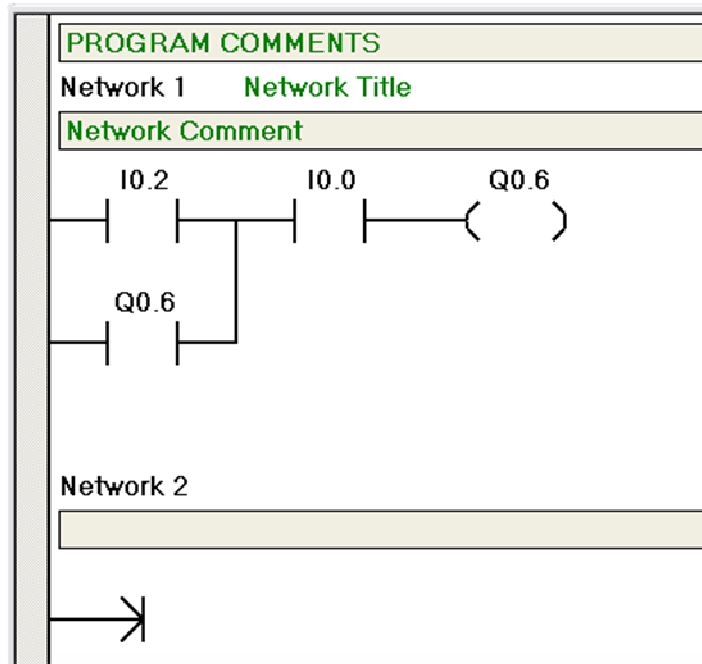 PROGRAM COMMENTS
Network 1 Network Title
Network Comment
I0.2 I0.0 Q0.6
Q0.6
Network 2